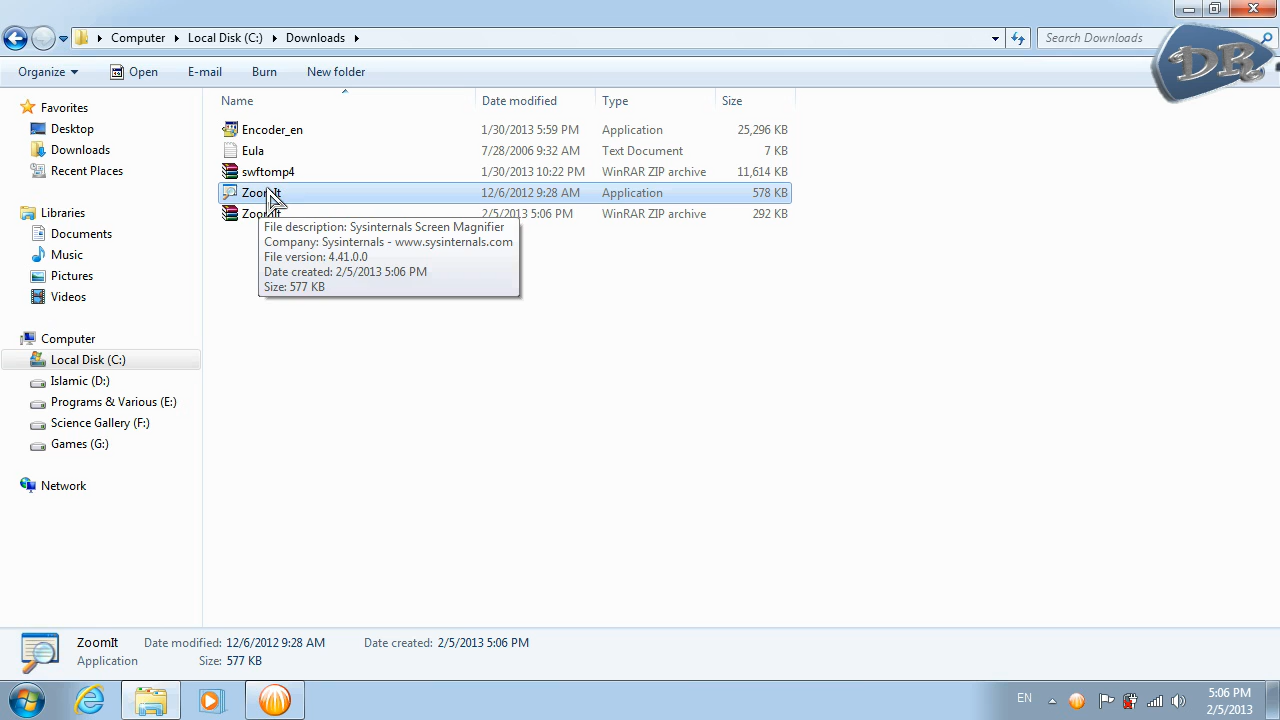 Computer Local Disk (C:) Downloads
Search Downloads
DR
Organize Open E-mail Burn New folder
Name Date modified Type Size
Favorites
Desktop
Downloads
Recent Places
Libraries
Documents
Music
Pictures
Videos
Computer
Local Disk (C:)
Islamic (D:)
Programs & Various (E:)
Science Gallery (F:)
Games (G:)
Network
Encoder_en 1/30/2013 5:59 PM Application 25,296 KB
Eula 7/28/2006 9:32 AM Text Document 7 KB
swftomp4 1/30/2013 10:22 PM WinRAR ZIP archive 11,614 KB
ZoomIt 12/6/2012 9:28 AM Application 578 KB
ZoomIt 2/5/2013 5:06 PM WinRAR ZIP archive 292 KB
File description: Sysinternals Screen Magnifier
Company: Sysinternals - www.sysinternals.com
File version: 4.41.0.0
Date created: 2/5/2013 5:06 PM
Size: 577 KB
ZoomIt Date modified: 12/6/2012 9:28 AM Date created: 2/5/2013 5:06 PM
Application Size: 577 KB
EN
5:06 PM
2/5/2013